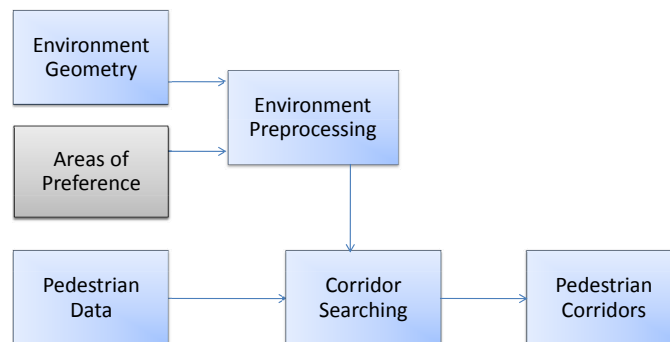 Environment
Geometry
Environment
Preprocessing
Areas of
Preference
Pedestrian
Data
Corridor
Searching
Pedestrian
Corridors